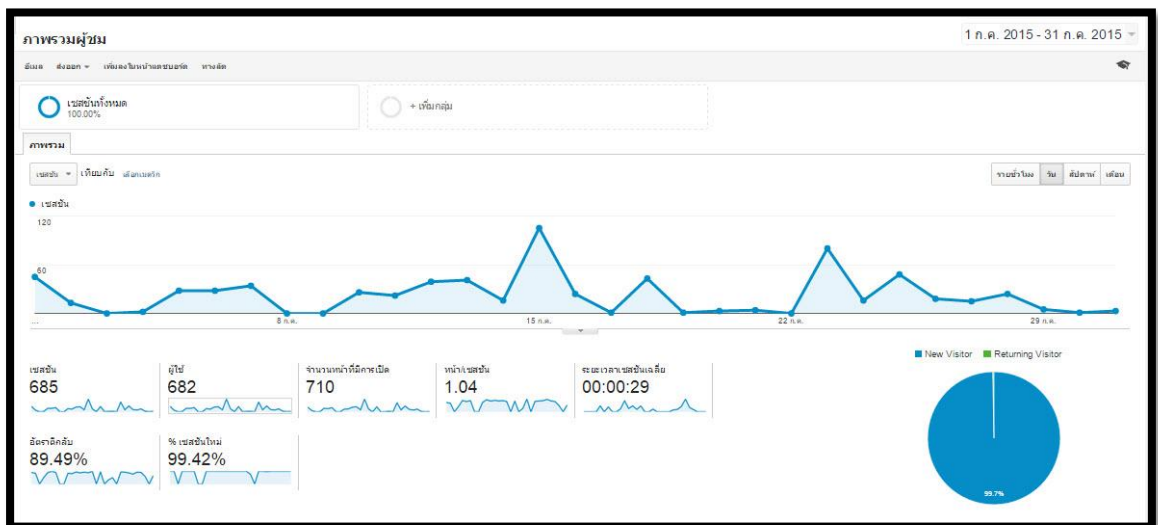 ภาพรวมผู้ชม
1 ก.ค. 2015 - 31 ก.ค. 2015
อีเมล ส่งออก เพิ่มลงในหน้าแดชบอร์ด ทางลัด
เซสชันทั้งหมด
100.00%
+ เพิ่มกลุ่ม
ภาพรวม
เซสชัน เทียบกับ เลือกเมตริก
รายชั่วโมง วัน สัปดาห์ เดือน
เซสชัน
120
60
... 8 ก.ค. 15 ก.ค. 22 ก.ค. 29 ก.ค.
New Visitor Returning Visitor
เซสชัน
685
ผู้ใช้
682
จำนวนหน้าที่มีการเปิด
710
หน้า/เซสชัน
1.04
ระยะเวลาเซสชันเฉลี่ย
00:00:29
อัตราตีกลับ
89.49%
% เซสชันใหม่
99.42%
99.7%